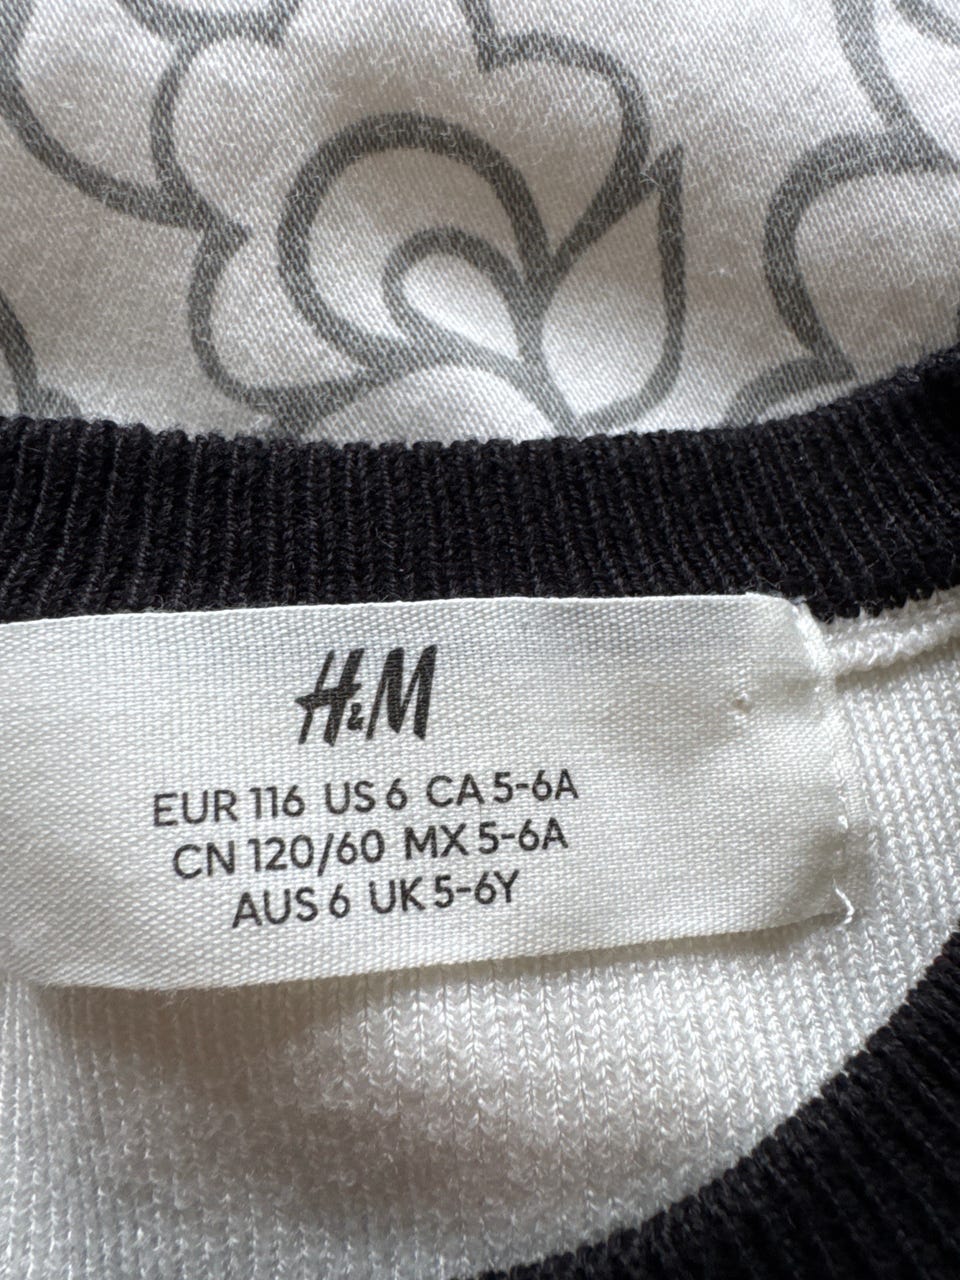 H&M
EUR 116 US 6 CA 5-6A
CN 120/60 MX 5-6A
AUS 6 UK 5-6Y